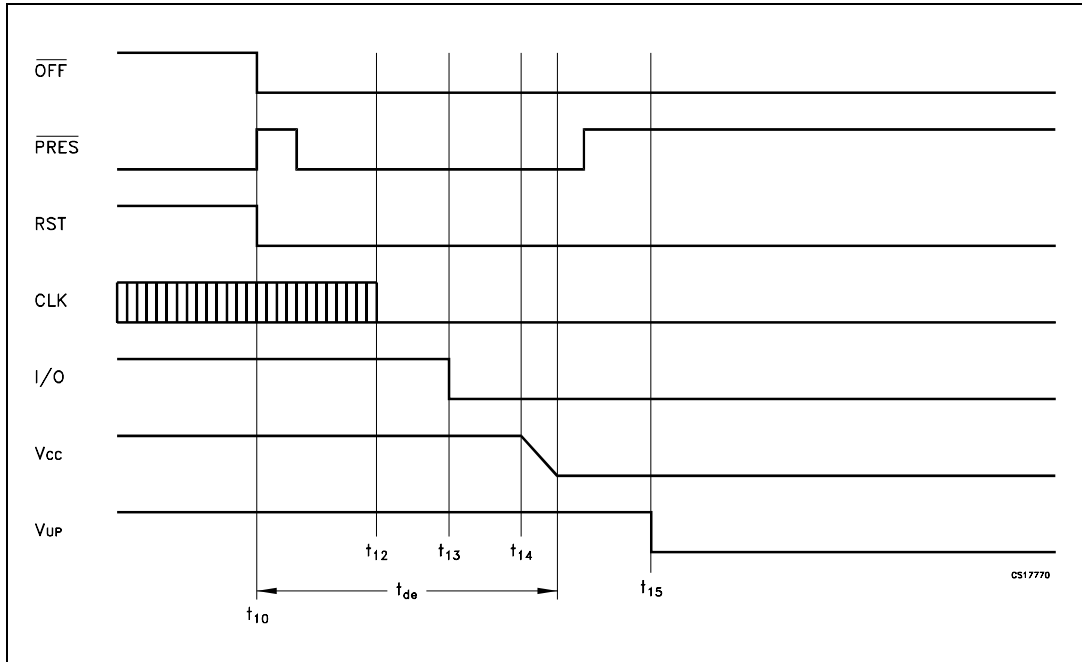 OFF
PRES
RST
CLK
I/O
Vcc
VUP
t12 t13 t14
tde
t15
t10
CS17770